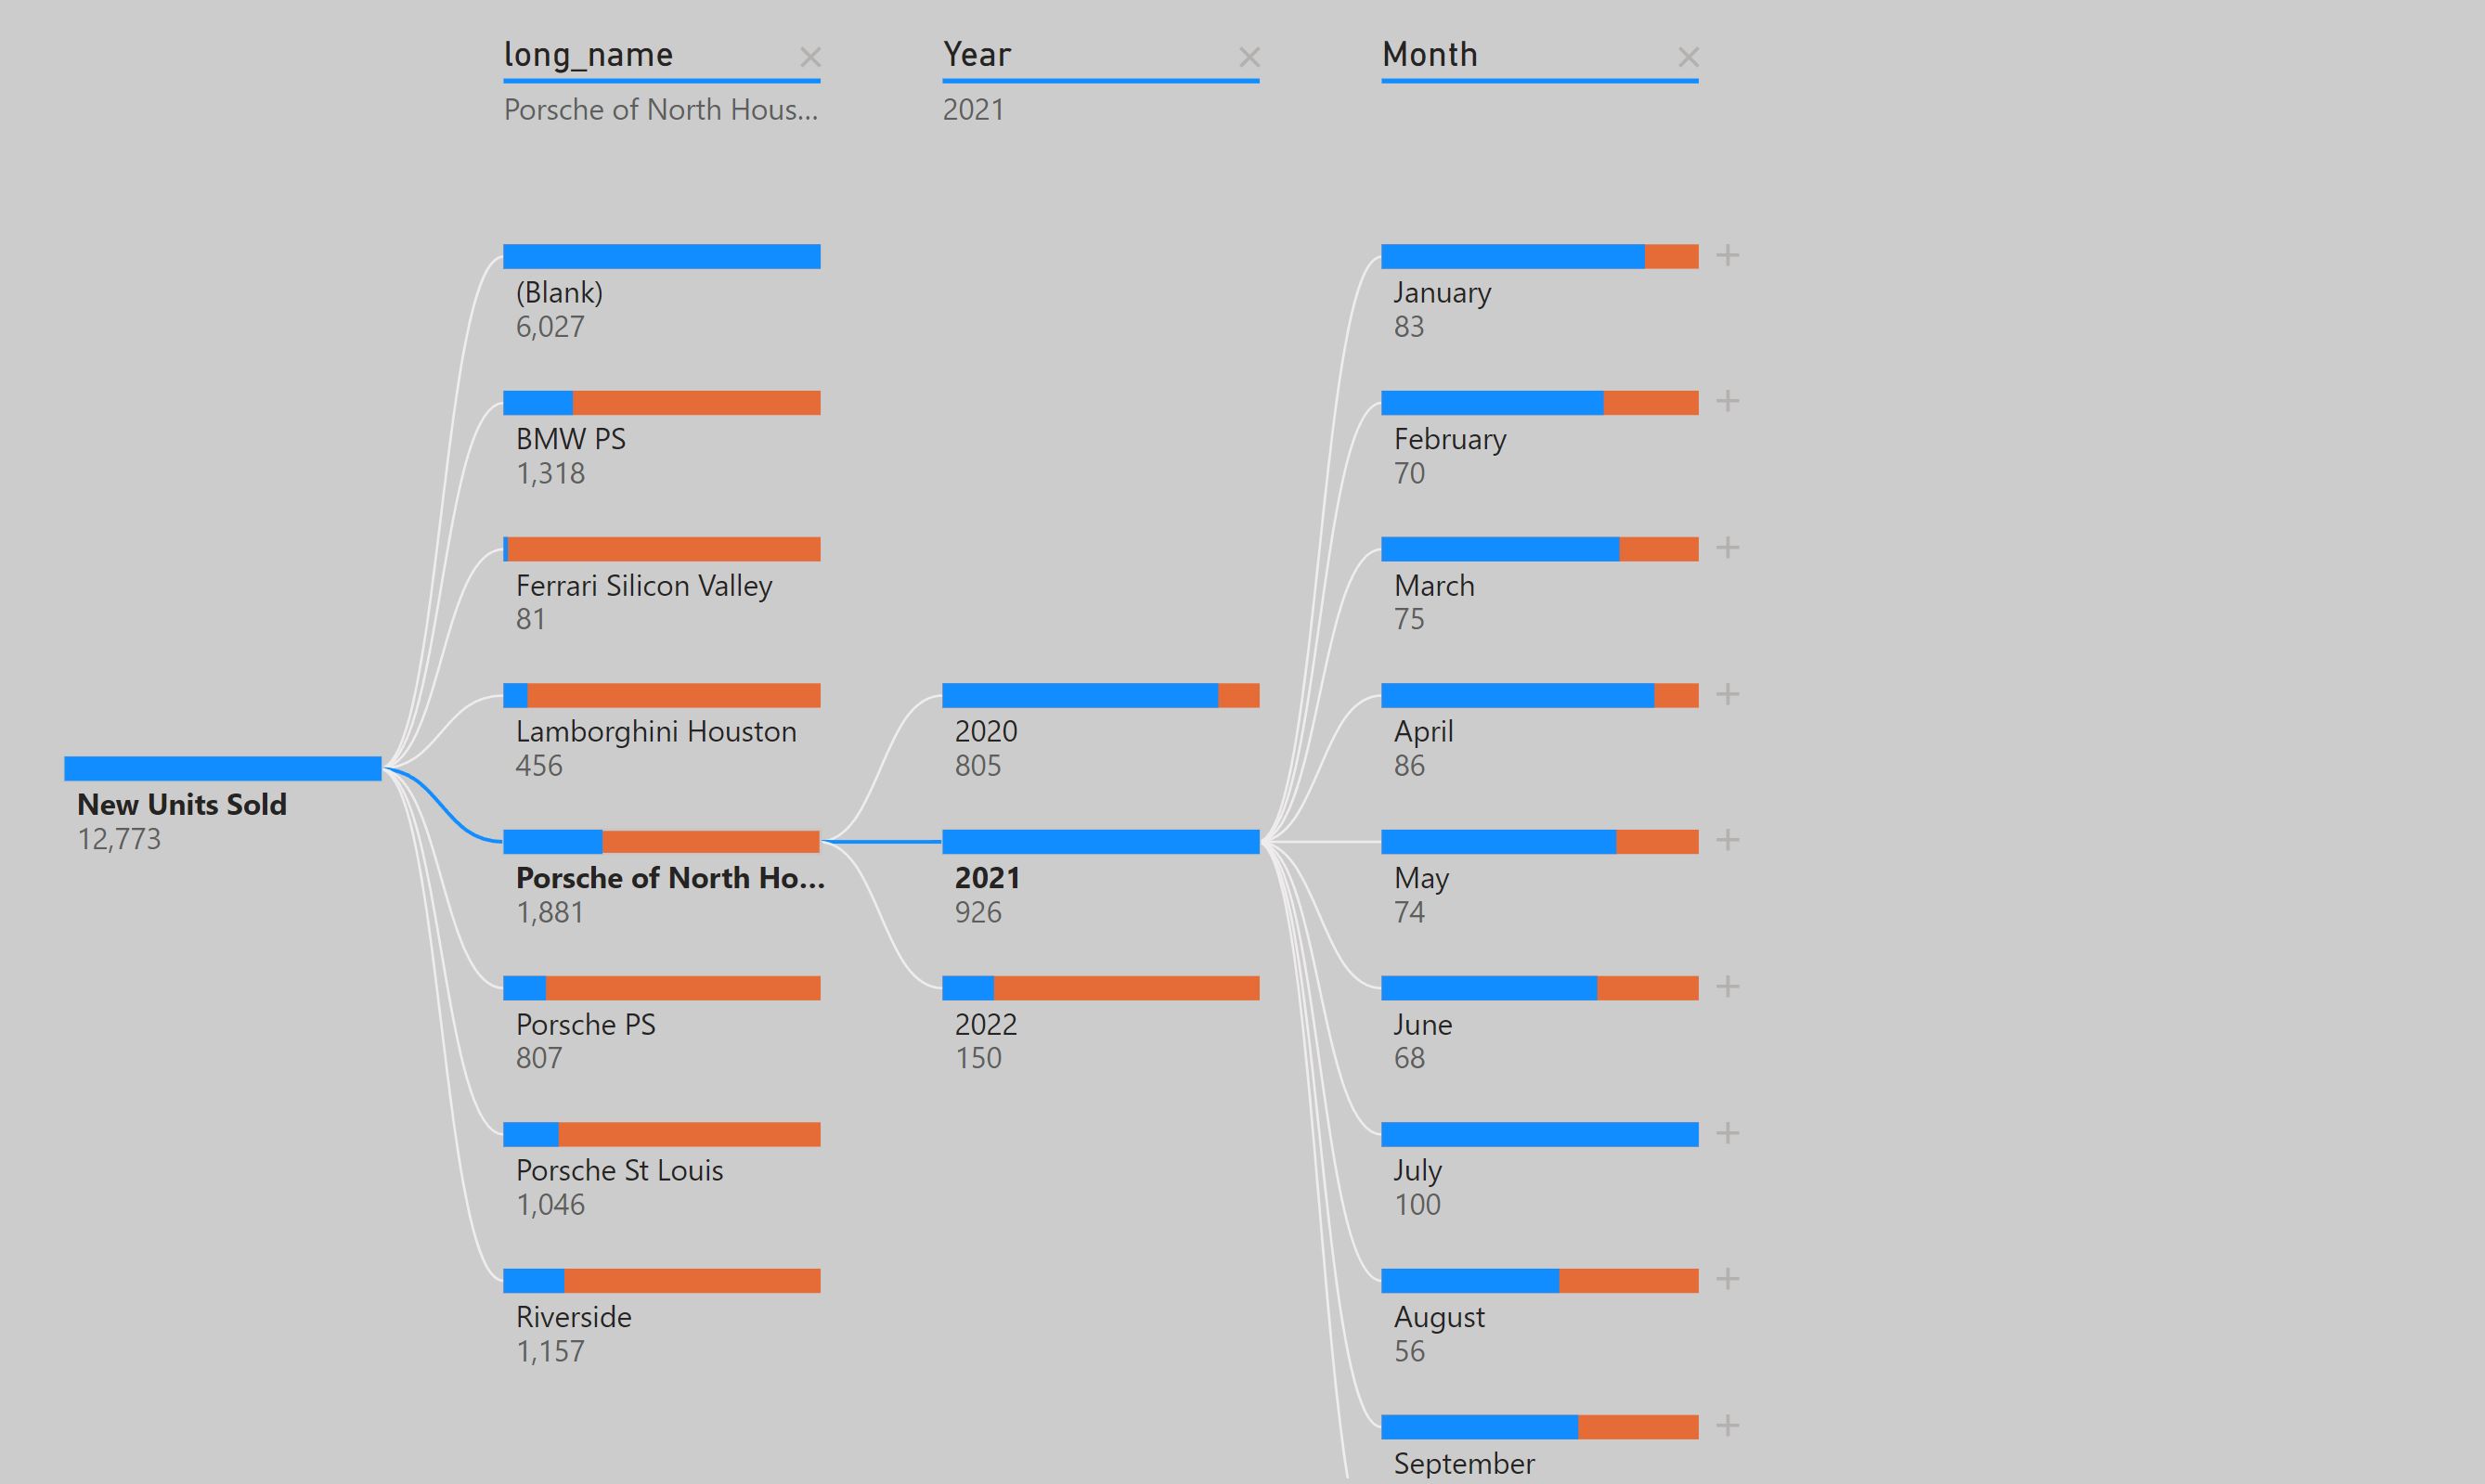 long_name
Porsche of North Hous...
Year
2021
Month
New Units Sold
12,773
(Blank)
6,027
BMW PS
1,318
Ferrari Silicon Valley
81
Lamborghini Houston
456
Porsche of North Ho...
1,881
Porsche PS
807
Porsche St Louis
1,046
Riverside
1,157
2020
805
2021
926
2022
150
January
83
February
70
March
75
April
86
May
74
June
68
July
100
August
56
September